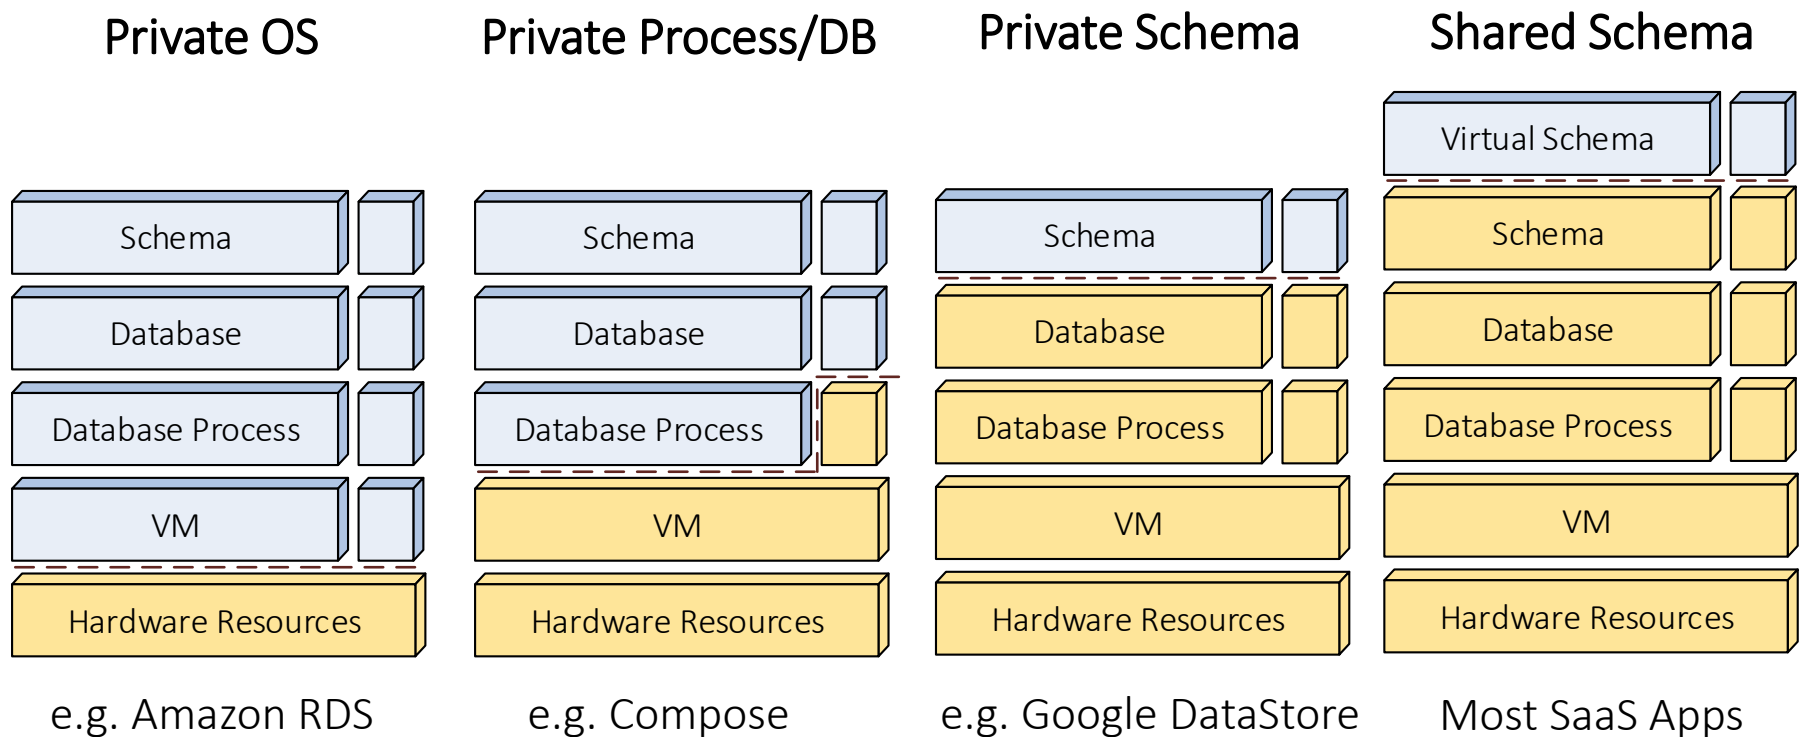 Private OS
Private Process/DB
Private Schema
Shared Schema
Virtual Schema
Schema
Schema
Schema
Schema
Database
Database
Database
Database
Database Process
Database Process
Database Process
Database Process
VM
VM
VM
VM
Hardware Resources
Hardware Resources
Hardware Resources
Hardware Resources
e.g. Amazon RDS
e.g. Compose
e.g. Google DataStore
Most SaaS Apps